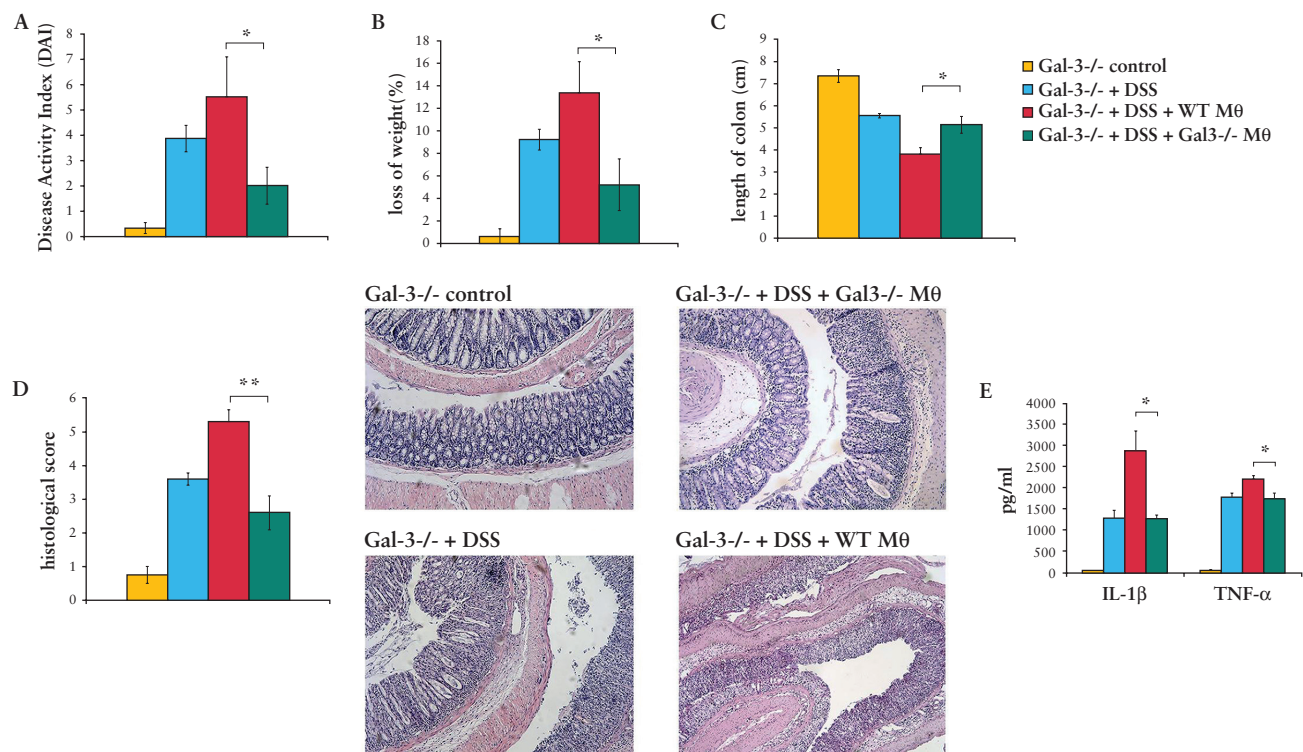 A
Disease Activity Index (DAI)
8
7
6
5
4
3
2
1
0
*
B
loss of weight(%)
18
16
14
12
10
8
6
4
2
0
*
C
length of colon (cm)
9
8
7
6
5
4
3
2
1
0
*
Gal-3-/- control
Gal-3-/- + DSS
Gal-3-/- + DSS + WT Mθ
Gal-3-/- + DSS + Gal3-/- Mθ
D
histological score
6
5
4
3
2
1
0
**
Gal-3-/- control
Gal-3-/- + DSS + Gal3-/- Mθ
Gal-3-/- + DSS
Gal-3-/- + DSS + WT Mθ
E
pg/ml
4000
3500
3000
2500
2000
1500
1000
500
0
*
*
IL-1β
TNF-α